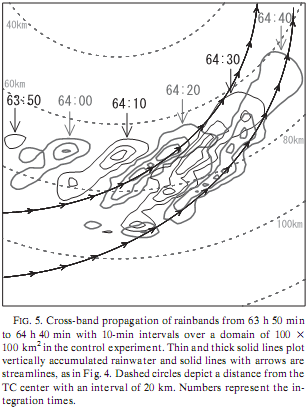 40km
64:40
64:30
60km
63:50
64:00
64:10
64:20
80km
100km
FIG. 5. Cross-band propagation of rainbands from 63 h 50 min
to 64 h 40 min with 10-min intervals over a domain of 100 ×
100 km² in the control experiment. Thin and thick solid lines plot
vertically accumulated rainwater and solid lines with arrows are
streamlines, as in Fig. 4. Dashed circles depict a distance from the
TC center with an interval of 20 km. Numbers represent the in-
tegration times.